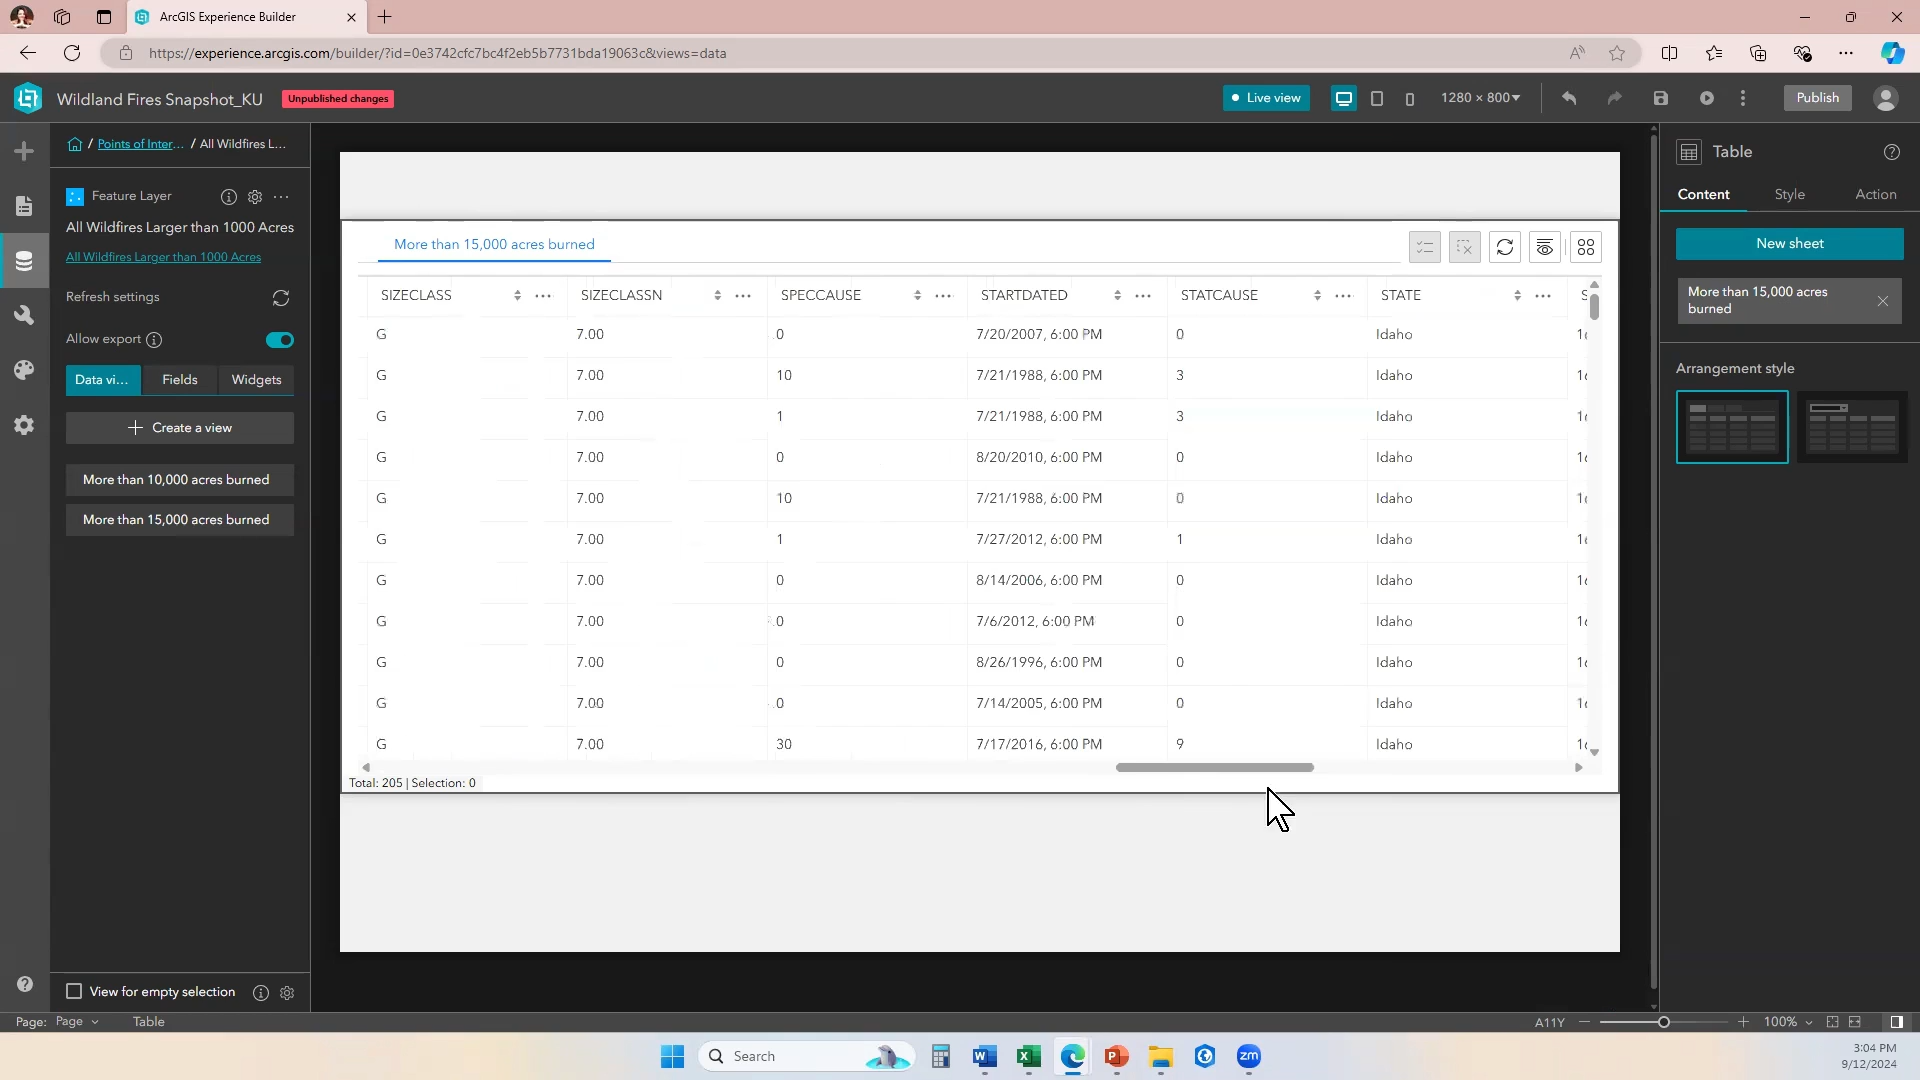 ArcGIS Experience Builder
https://experience.arcgis.com/builder/?id=0e3742cfc7bc4f2eb5b7731bda19063c&views=data
Wildland Fires Snapshot_KU
Unpublished changes
Live view
1280 × 800
Publish
/ Points of Inter... / All Wildfires L...
Feature Layer
All Wildfires Larger than 1000 Acres
All Wildfires Larger than 1000 Acres
Refresh settings
Allow export
Data vi... Fields Widgets
Create a view
More than 10,000 acres burned
More than 15,000 acres burned
View for empty selection
More than 15,000 acres burned
SIZECLASS SIZECLASSN SPECCAUSE STARTDATED STATCAUSE STATE
G 7.00 0 7/20/2007, 6:00 PM 0 Idaho
G 7.00 10 7/21/1988, 6:00 PM 3 Idaho
G 7.00 1 7/21/1988, 6:00 PM 3 Idaho
G 7.00 0 8/20/2010, 6:00 PM 0 Idaho
G 7.00 10 7/21/1988, 6:00 PM 0 Idaho
G 7.00 1 7/27/2012, 6:00 PM 1 Idaho
G 7.00 0 8/14/2006, 6:00 PM 0 Idaho
G 7.00 0 7/6/2012, 6:00 PM 0 Idaho
G 7.00 0 8/26/1996, 6:00 PM 0 Idaho
G 7.00 0 7/14/2005, 6:00 PM 0 Idaho
G 7.00 30 7/17/2016, 6:00 PM 9 Idaho
Total: 205 | Selection: 0
Table
Content Style Action
New sheet
More than 15,000 acres
burned
Arrangement style
Page: Page Table
A11Y
100%
Search
zm
3:04 PM
9/12/2024